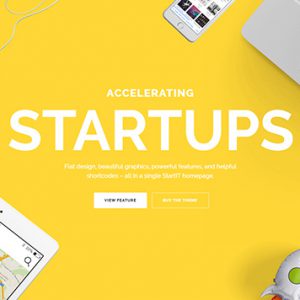 ACCELERATING
STARTUPS
Flat design, beautiful graphics, powerful features, and helpful
shortcodes – all in a single StartIT homepage.
VIEW FEATURE
BUY THE THEME